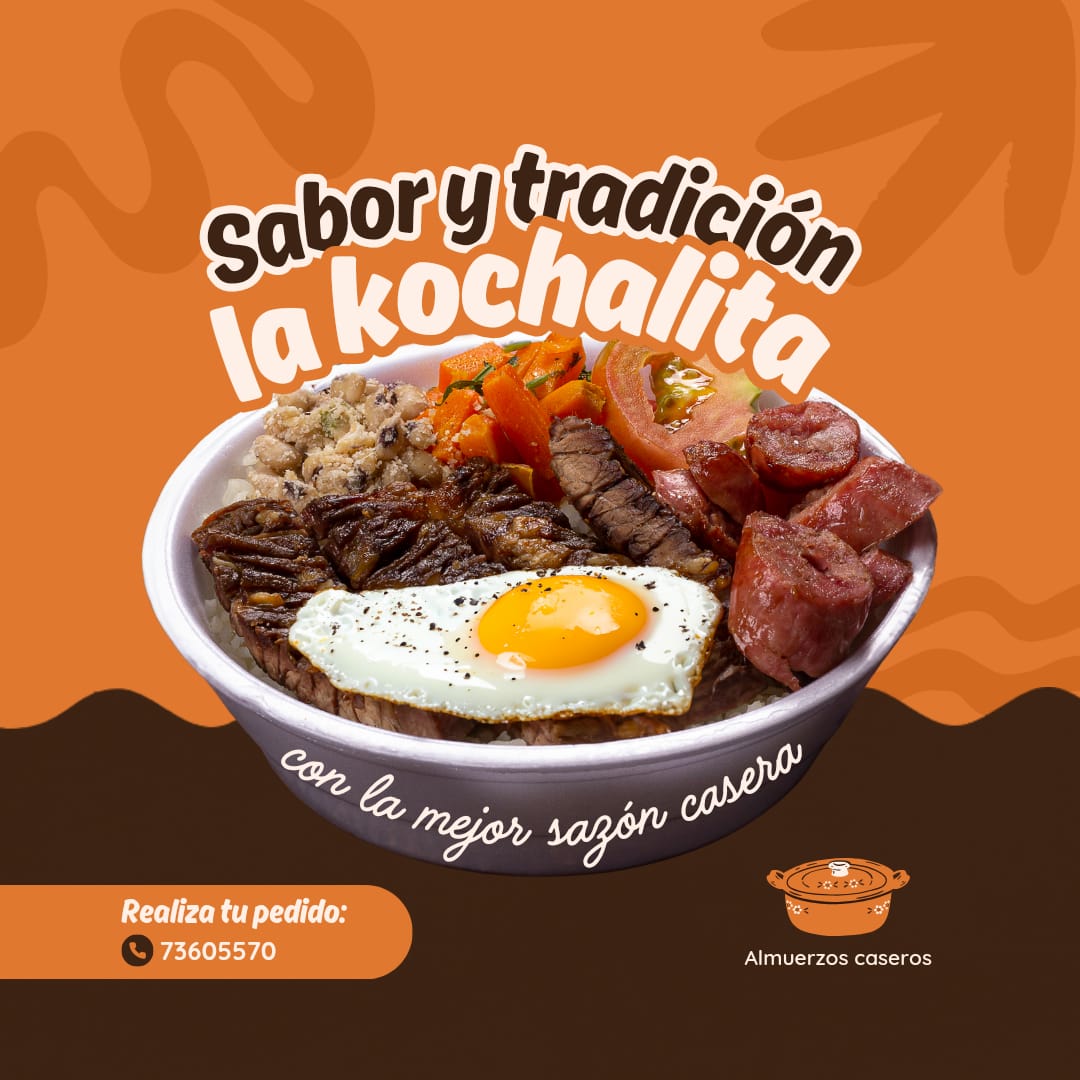 Sabor y tradición
la kochalita
con la mejor sazón casera
Realiza tu pedido:
73605570
Almuerzos caseros